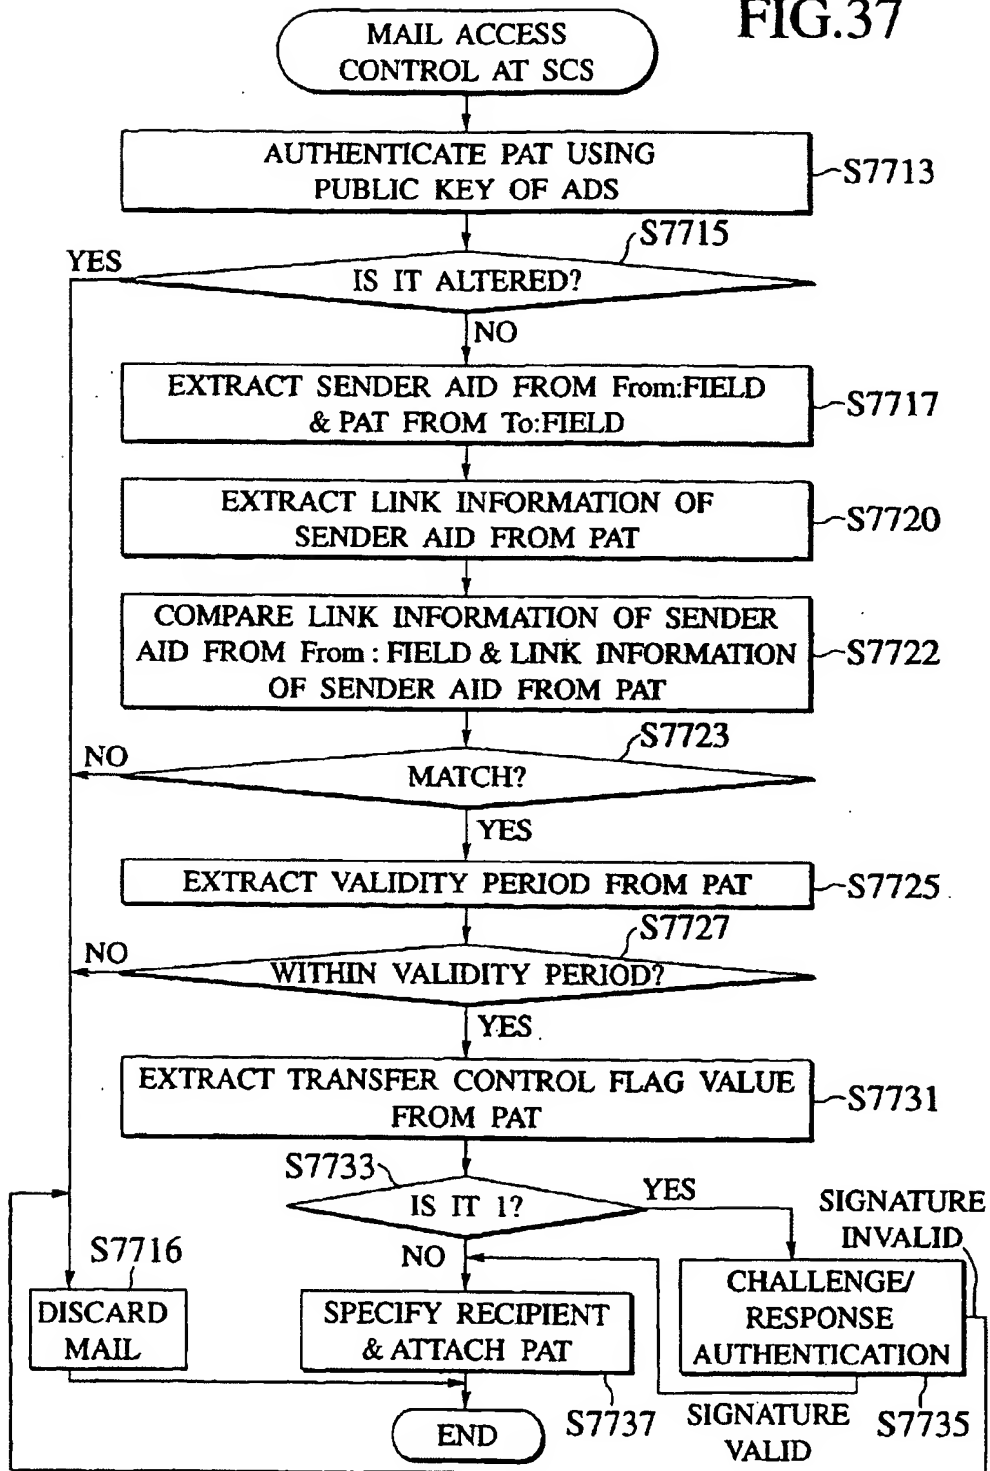 FIG.37
MAIL ACCESS
CONTROL AT SCS
AUTHENTICATE PAT USING
PUBLIC KEY OF ADS
S7713
S7715
YES
IS IT ALTERED?
NO
EXTRACT SENDER AID FROM From:FIELD
& PAT FROM To:FIELD
S7717
EXTRACT LINK INFORMATION OF
SENDER AID FROM PAT
S7720
COMPARE LINK INFORMATION OF SENDER
AID FROM From : FIELD & LINK INFORMATION
OF SENDER AID FROM PAT
S7722
S7723
NO
MATCH?
YES
EXTRACT VALIDITY PERIOD FROM PAT
S7725
S7727
NO
WITHIN VALIDITY PERIOD?
YES
EXTRACT TRANSFER CONTROL FLAG VALUE
FROM PAT
S7731
S7733
IS IT 1?
YES
SIGNATURE
INVALID
NO
S7716
DISCARD
MAIL
SPECIFY RECIPIENT
& ATTACH PAT
S7737
CHALLENGE/
RESPONSE
AUTHENTICATION
S7735
SIGNATURE
VALID
END